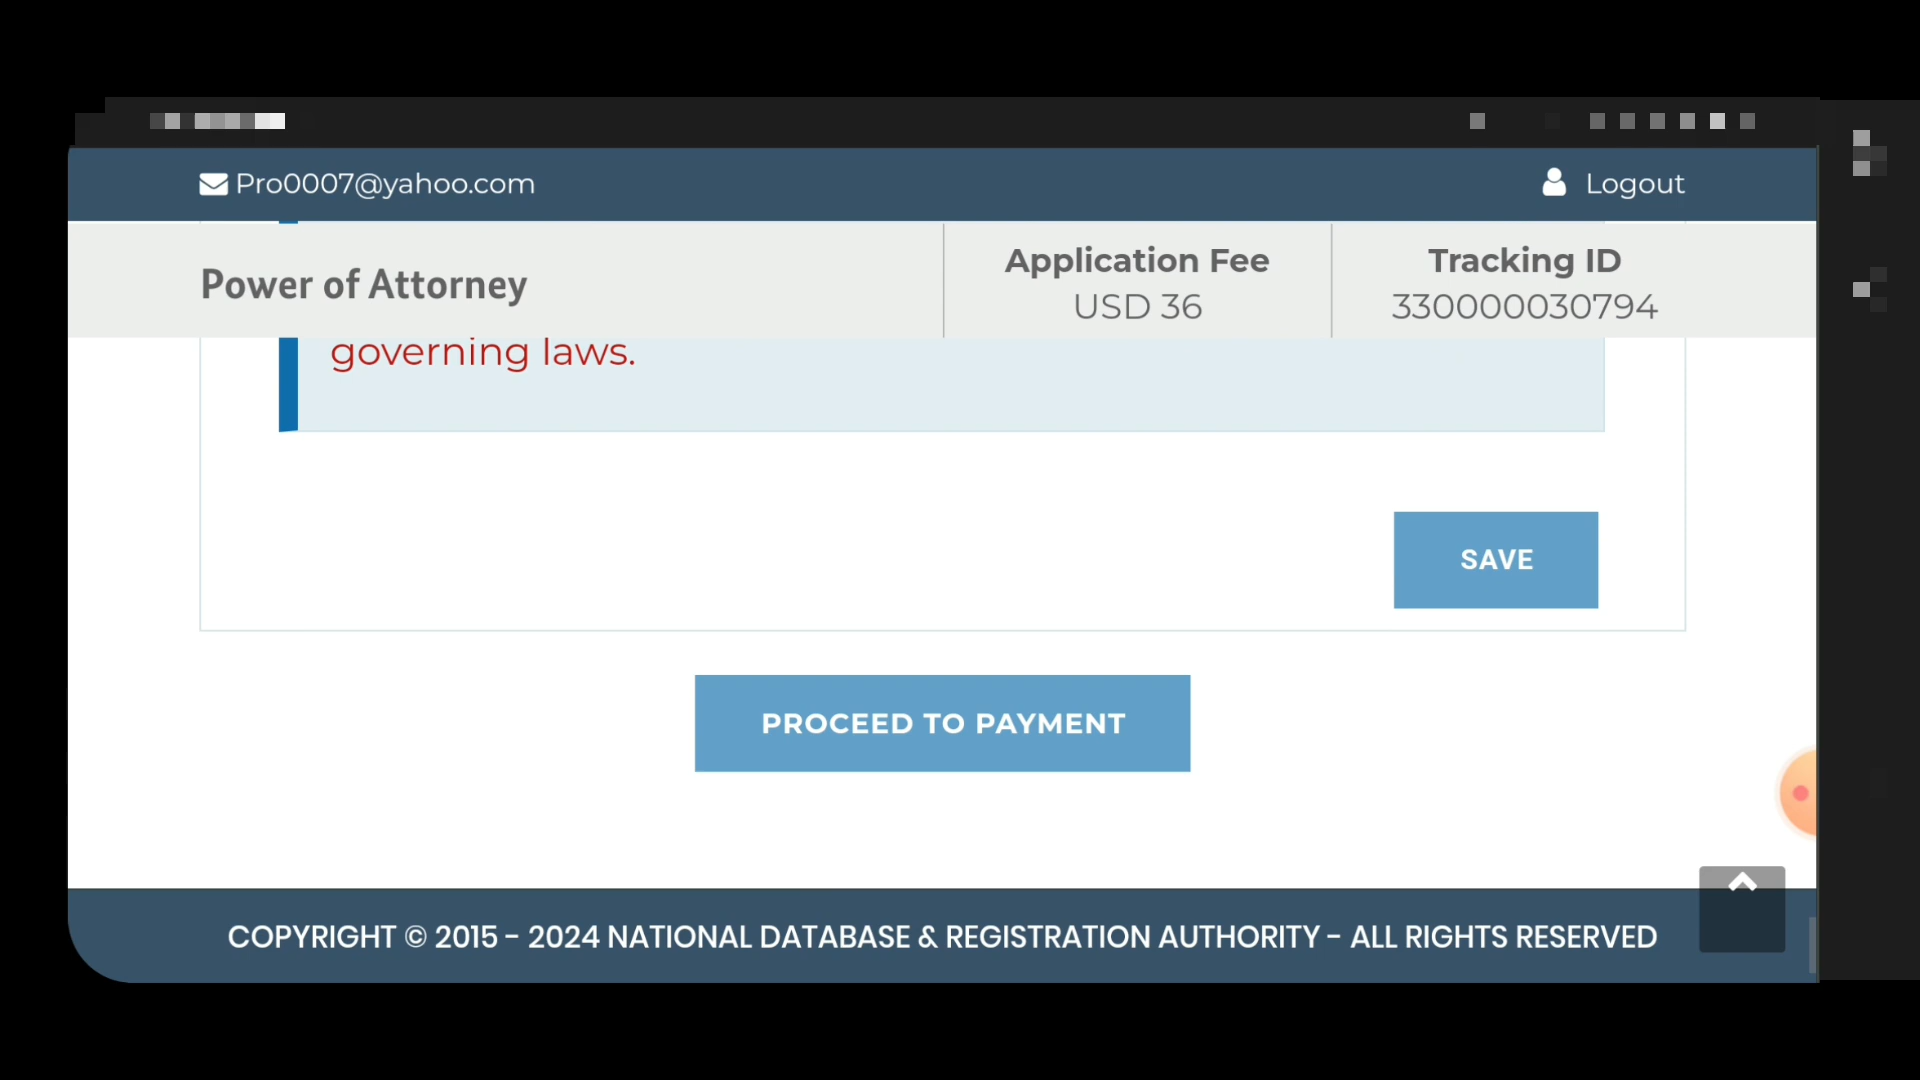 Pro0007@yahoo.com
Logout
Power of Attorney
Application Fee
USD 36
Tracking ID
330000030794
governing laws.
SAVE
PROCEED TO PAYMENT
COPYRIGHT © 2015 - 2024 NATIONAL DATABASE & REGISTRATION AUTHORITY - ALL RIGHTS RESERVED